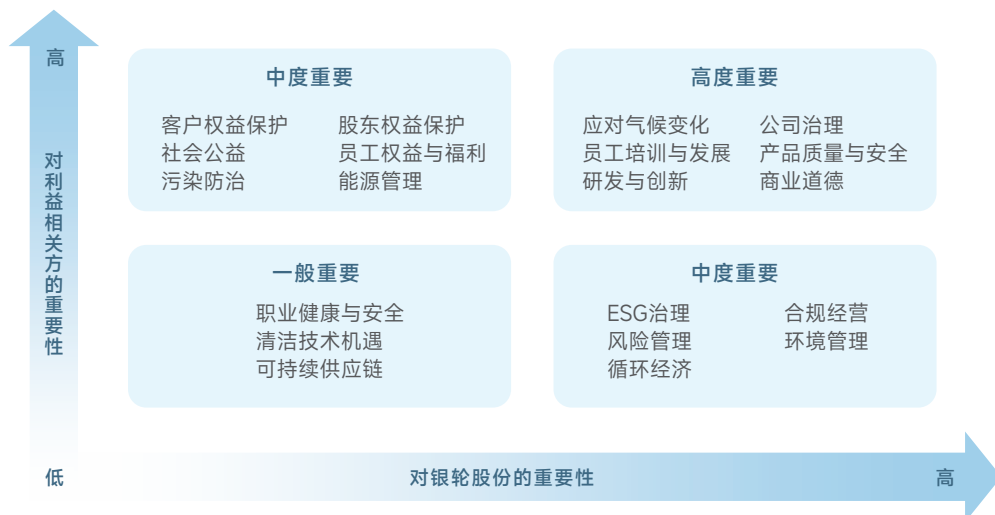 高
对利益相关方的重要性
中度重要
客户权益保护
社会公益
污染防治
股东权益保护
员工权益与福利
能源管理
高度重要
应对气候变化
员工培训与发展
研发与创新
公司治理
产品质量与安全
商业道德
一般重要
职业健康与安全
清洁技术机遇
可持续供应链
中度重要
ESG治理
风险管理
循环经济
合规经营
环境管理
低
对银轮股份的重要性
高